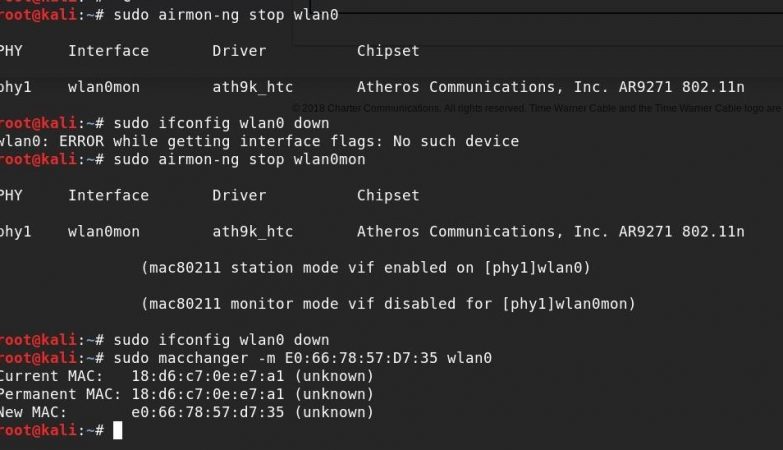 root@kali:~# sudo airmon-ng stop wlan0
PHY Interface Driver Chipset
phy1 wlan0mon ath9k_htc Atheros Communications, Inc. AR9271 802.11n
© 2018 Charter Communications. All rights reserved. Time Warner Cable and the Time Warner Cable logo are
root@kali:~# sudo ifconfig wlan0 down
wlan0: ERROR while getting interface flags: No such device
root@kali:~# sudo airmon-ng stop wlan0mon
PHY Interface Driver Chipset
phy1 wlan0mon ath9k_htc Atheros Communications, Inc. AR9271 802.11n
(mac80211 station mode vif enabled on [phy1]wlan0)
(mac80211 monitor mode vif disabled for [phy1]wlan0mon)
root@kali:~# sudo ifconfig wlan0 down
root@kali:~# sudo macchanger -m E0:66:78:57:D7:35 wlan0
Current MAC: 18:d6:c7:0e:e7:a1 (unknown)
Permanent MAC: 18:d6:c7:0e:e7:a1 (unknown)
New MAC: e0:66:78:57:d7:35 (unknown)
root@kali:~#